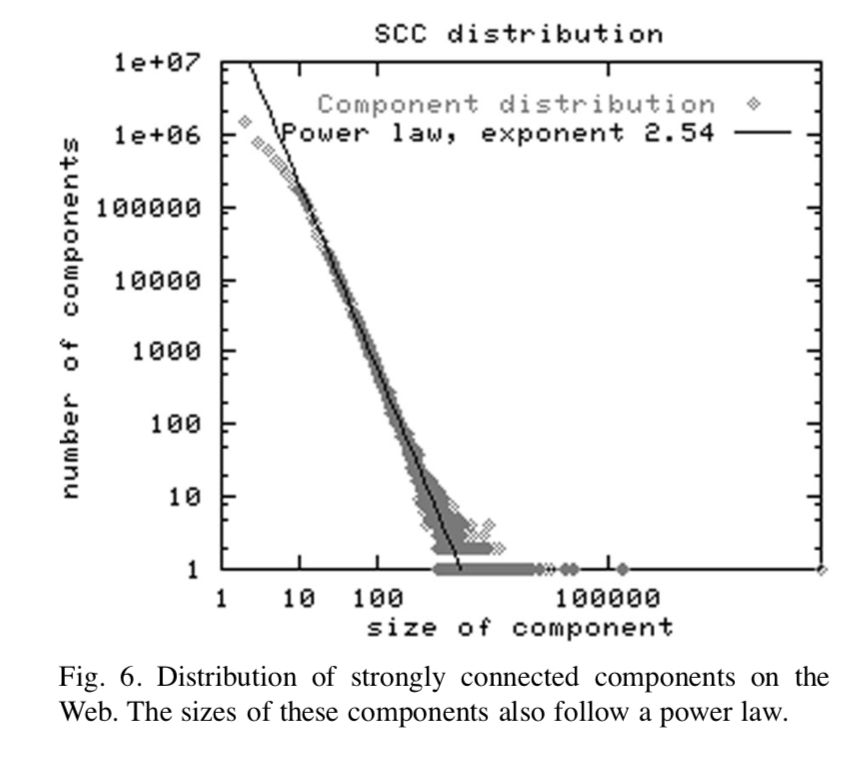 SCC distribution
1e+07
Component distribution
1e+06
Power law, exponent 2.54
100000
10000
1000
100
10
1
number of components
1 10 100 100000
size of component
Fig. 6. Distribution of strongly connected components on the
Web. The sizes of these components also follow a power law.